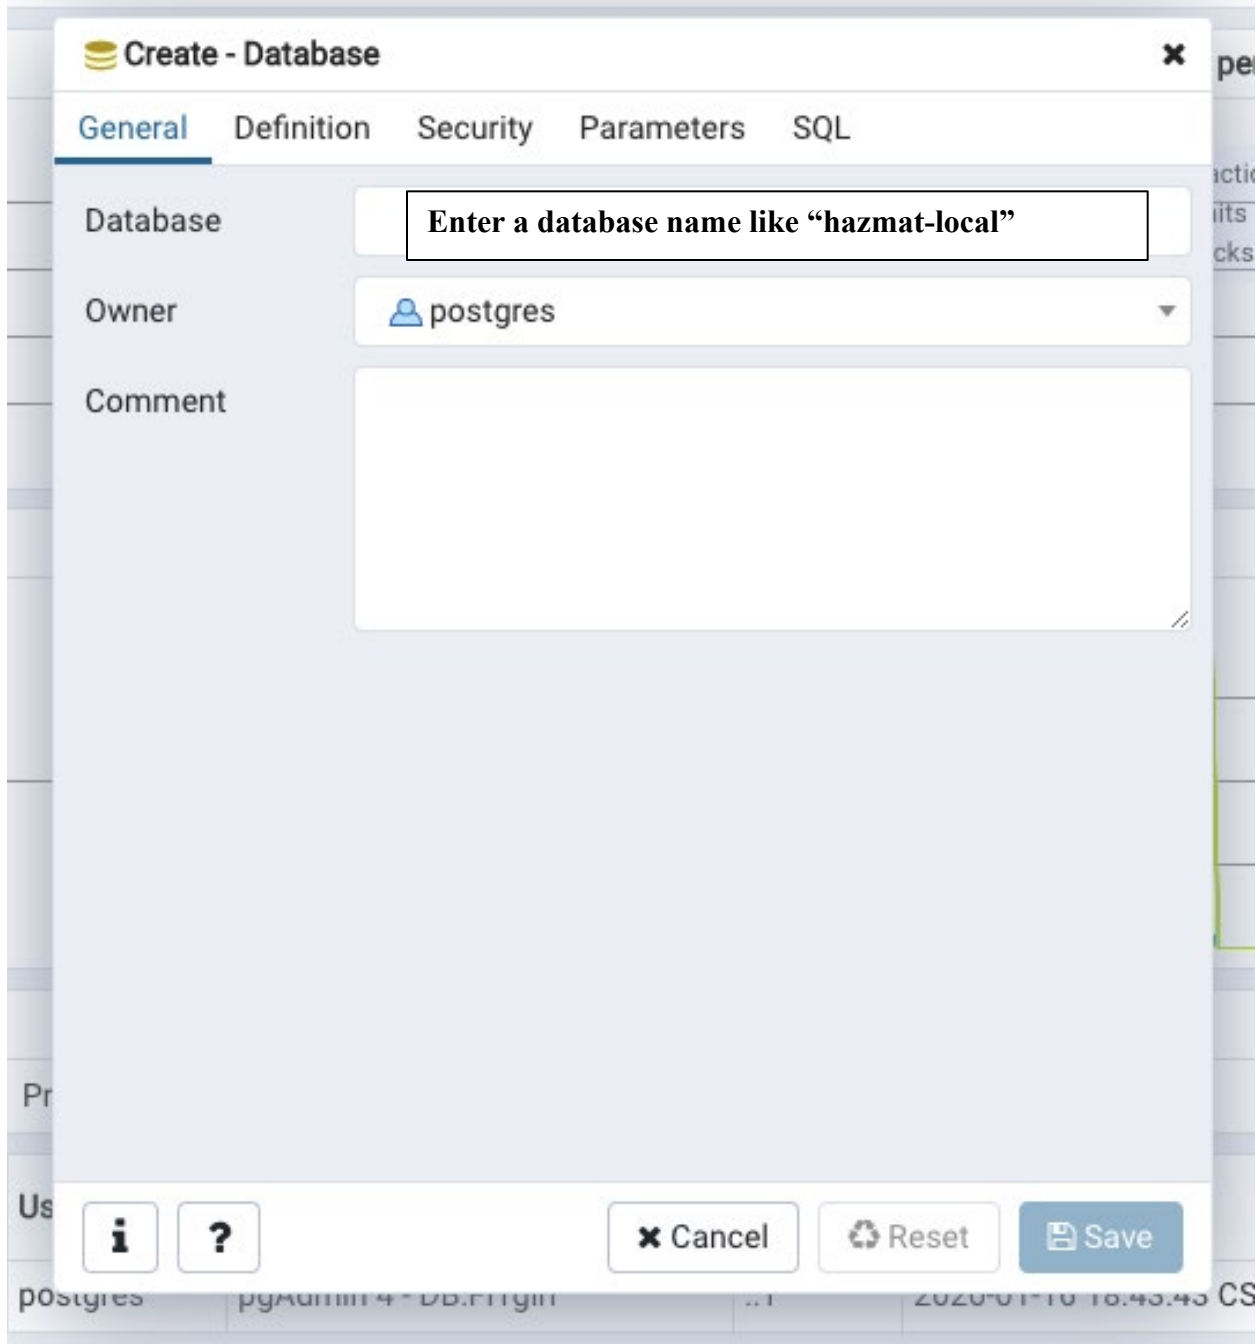 Create - Database
General Definition Security Parameters SQL
Database
Enter a database name like “hazmat-local”
Owner
postgres
Comment
i ? Cancel Reset Save
postgres